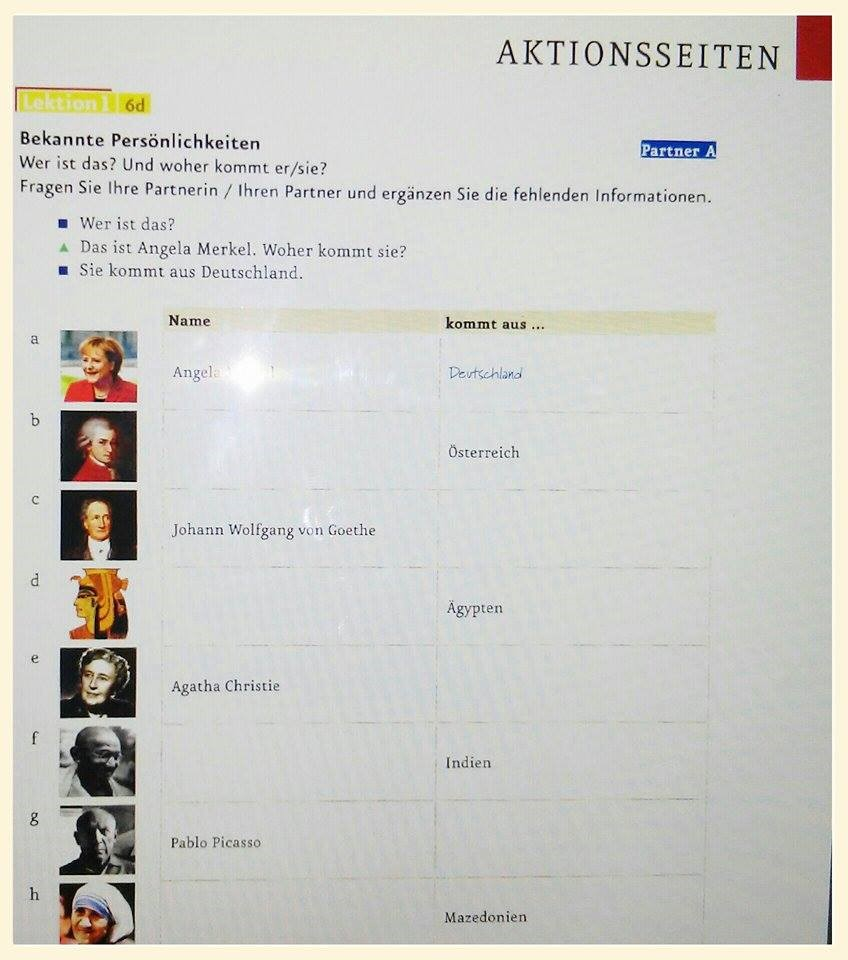 AKTIONSSEITEN
Lektion 1 6d
Bekannte Persönlichkeiten
Partner A
Wer ist das? Und woher kommt er/sie?
Fragen Sie Ihre Partnerin / Ihren Partner und ergänzen Sie die fehlenden Informationen.
Wer ist das?
Das ist Angela Merkel. Woher kommt sie?
Sie kommt aus Deutschland.
Name kommt aus ...
a Angela Deutschland
b Österreich
c Johann Wolfgang von Goethe
d Ägypten
e Agatha Christie
f Indien
g Pablo Picasso
h Mazedonien